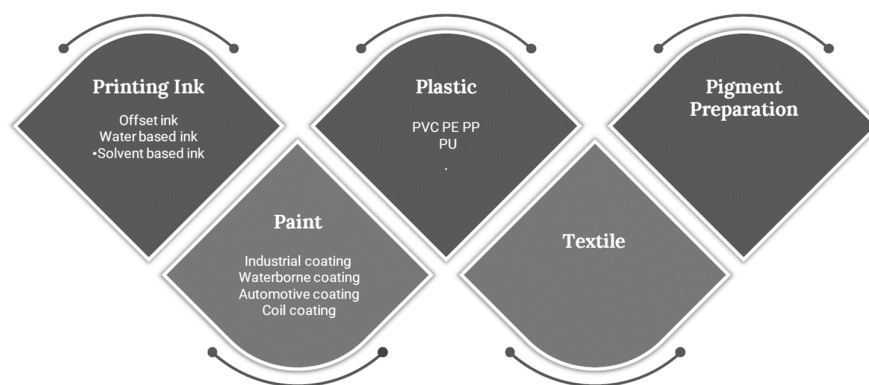 Printing Ink
Offset ink
Water based ink
•Solvent based ink
Paint
Industrial coating
Waterborne coating
Automotive coating
Coil coating
Plastic
PVC PE PP
PU
.
Textile
Pigment
Preparation